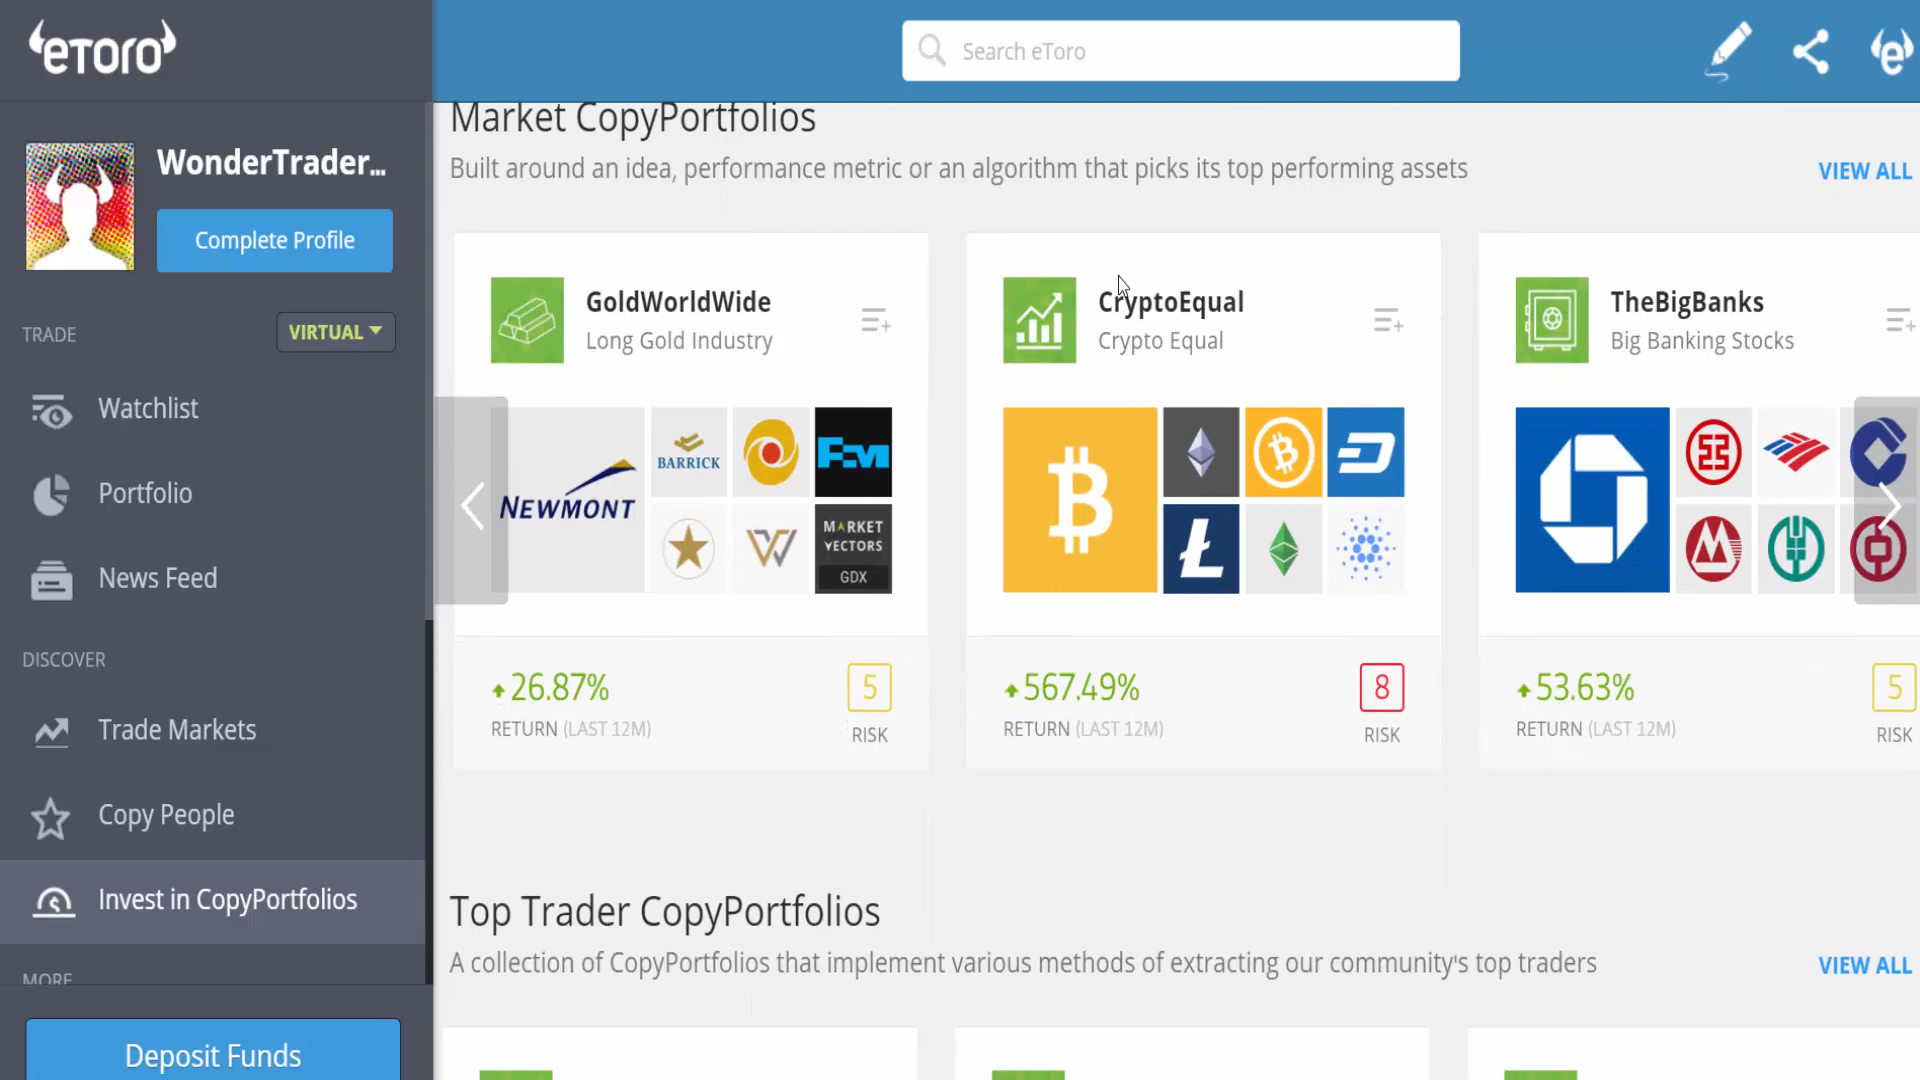 eToro
Search eToro
WonderTrader...
Complete Profile
TRADE
VIRTUAL
Watchlist
Portfolio
News Feed
DISCOVER
Trade Markets
Copy People
Invest in CopyPortfolios
MORE
Deposit Funds
Market CopyPortfolios
Built around an idea, performance metric or an algorithm that picks its top performing assets
VIEW ALL
GoldWorldWide
Long Gold Industry
NEWMONT
BARRICK
MARKET
VECTORS
GDX
26.87%
RETURN (LAST 12M)
5
RISK
CryptoEqual
Crypto Equal
567.49%
RETURN (LAST 12M)
8
RISK
TheBigBanks
Big Banking Stocks
53.63%
RETURN (LAST 12M)
5
RISK
Top Trader CopyPortfolios
A collection of CopyPortfolios that implement various methods of extracting our community's top traders
VIEW ALL